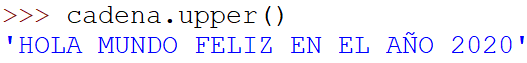 >>> cadena.upper()
'HOLA MUNDO FELIZ EN EL AÑO 2020'